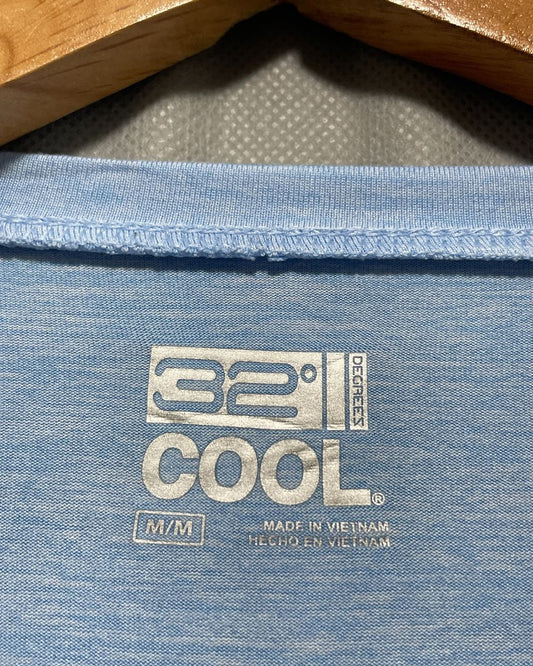 32°
DEGREES
COOL®
M/M
MADE IN VIETNAM
HECHO EN VIETNAM